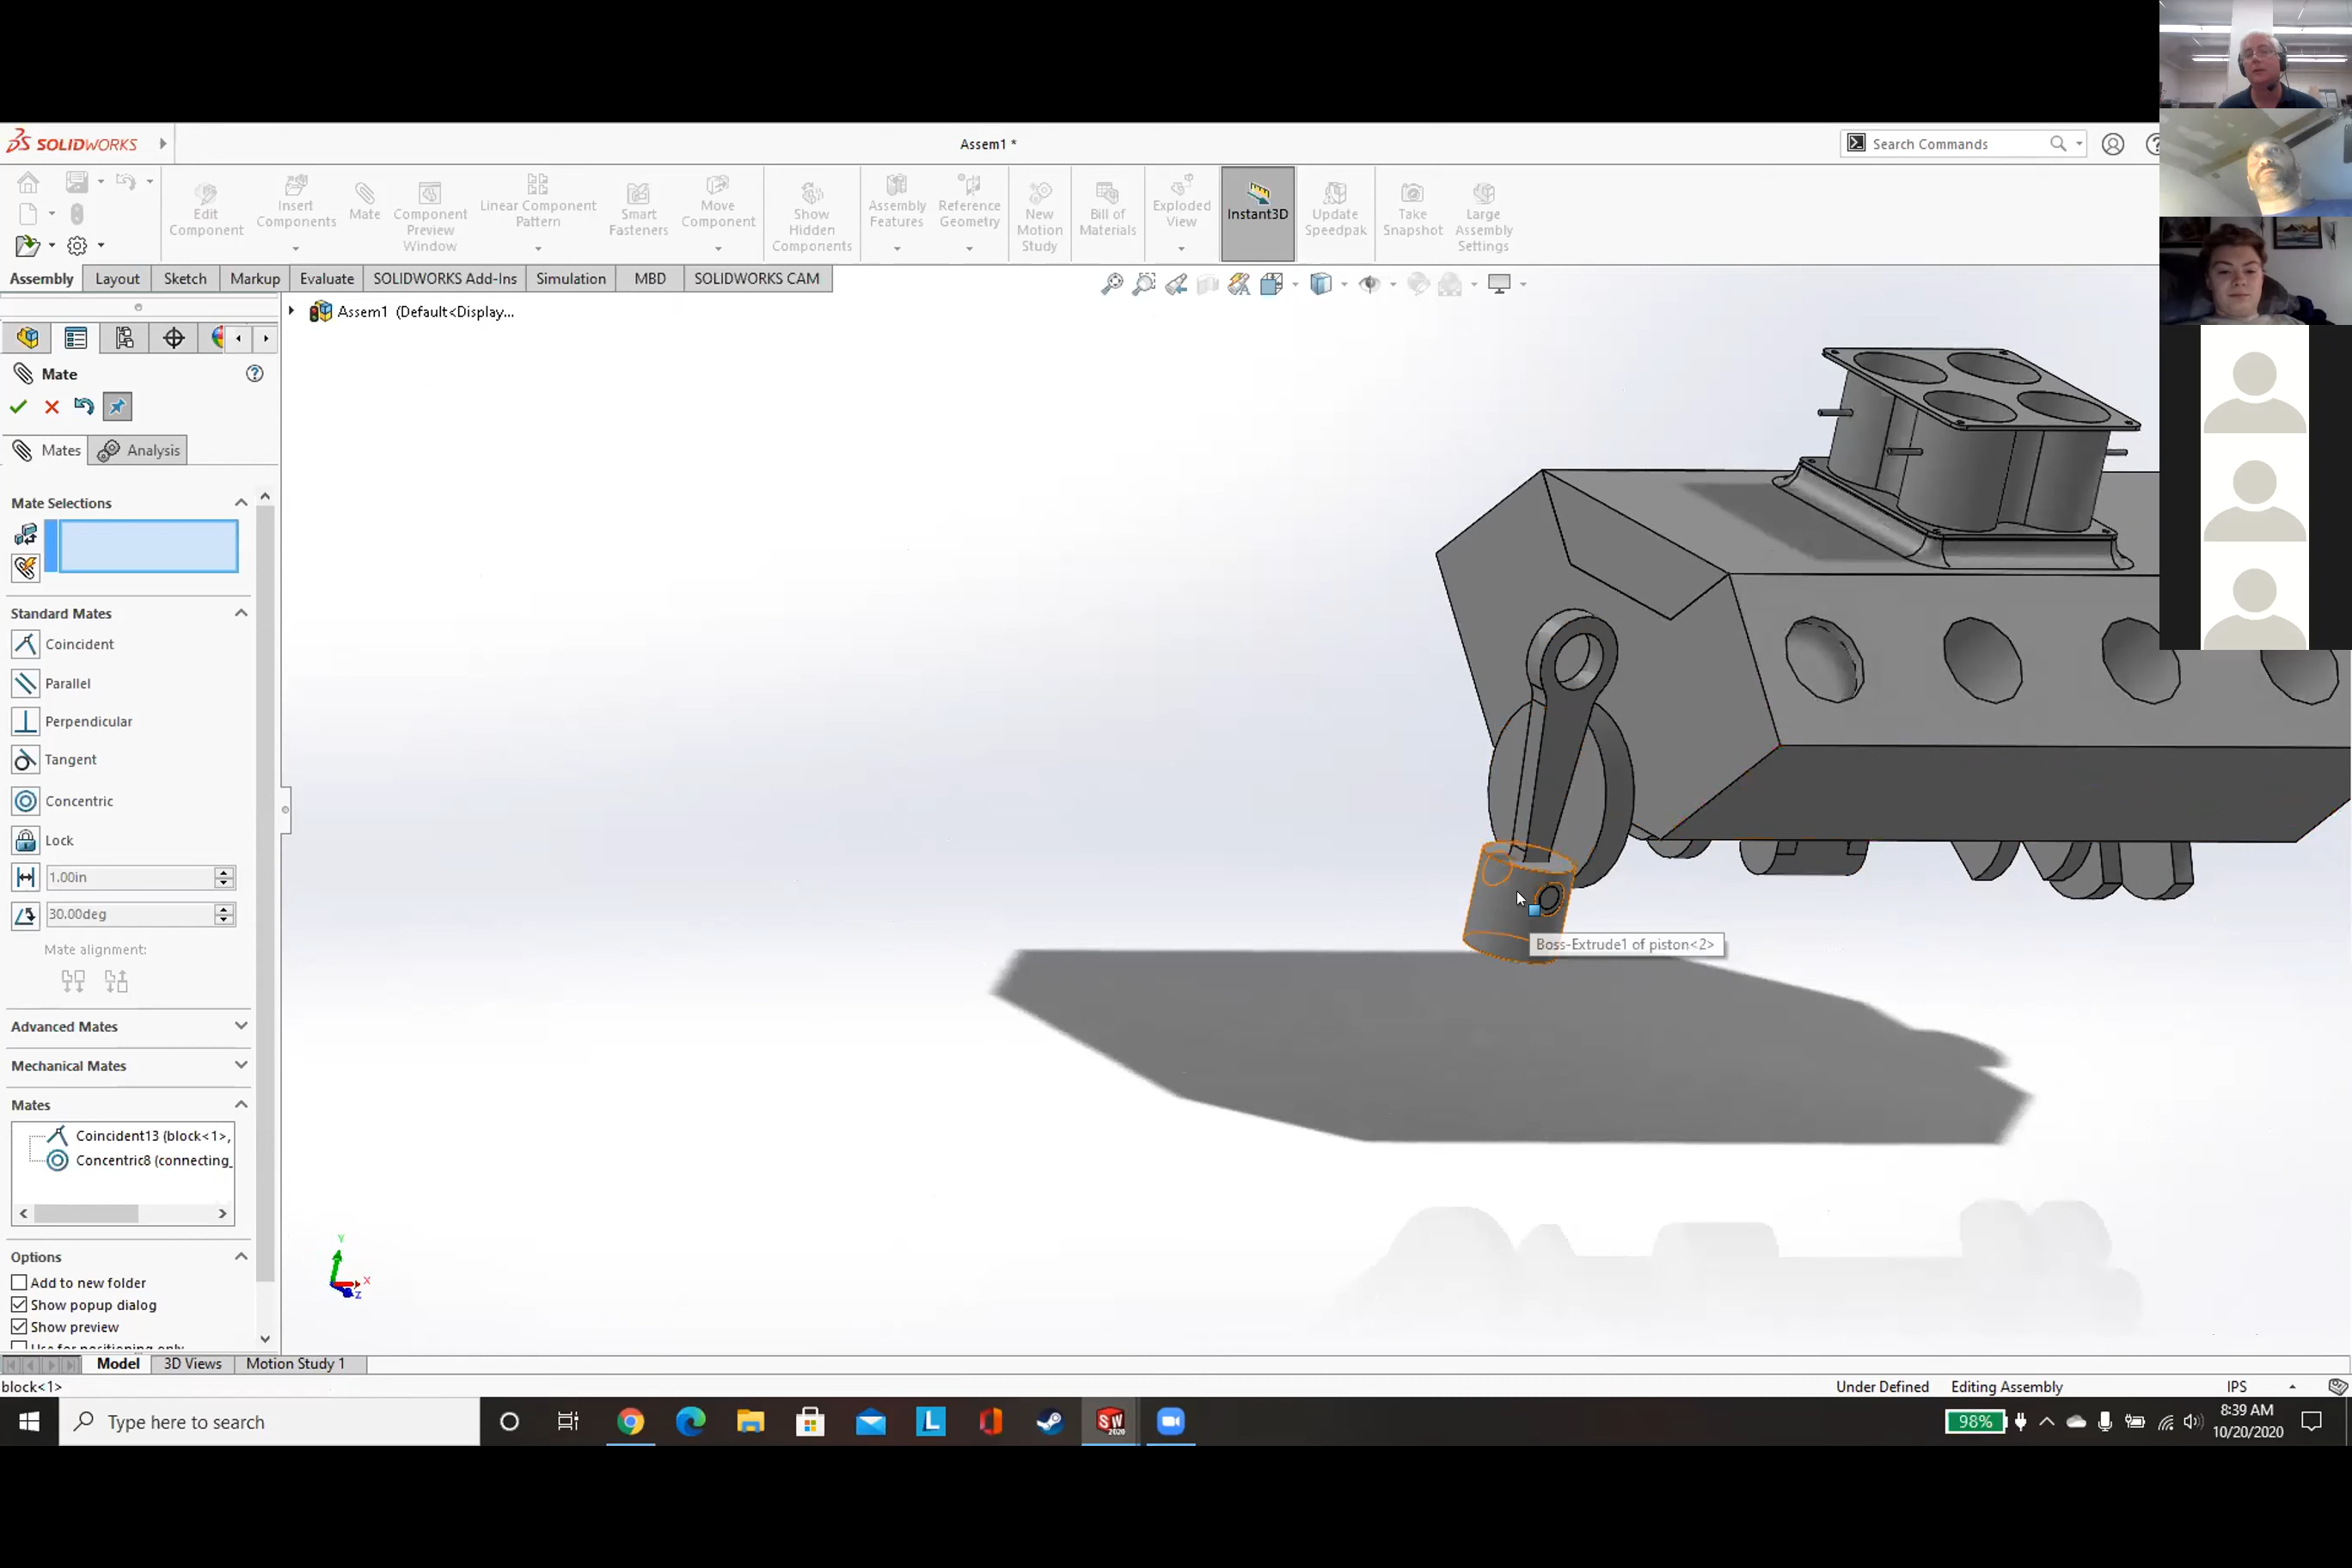 SOLIDWORKS
Assem1 *
Search Commands
Edit Component
Insert Components
Mate
Component Preview Window
Linear Component Pattern
Smart Fasteners
Move Component
Show Hidden Components
Assembly Features
Reference Geometry
New Motion Study
Bill of Materials
Exploded View
Instant3D
Update Speedpak
Take Snapshot
Large Assembly Settings
Assembly
Layout
Sketch
Markup
Evaluate
SOLIDWORKS Add-Ins
Simulation
MBD
SOLIDWORKS CAM
Assem1 (Default<Display...
Mate
Mates
Analysis
Mate Selections
Standard Mates
Coincident
Parallel
Perpendicular
Tangent
Concentric
Lock
1.00in
30.00deg
Mate alignment:
Advanced Mates
Mechanical Mates
Mates
Coincident13 (block<1>,
Concentric8 (connecting_
Options
Add to new folder
Show popup dialog
Show preview
Use for positioning only
Boss-Extrude1 of piston<2>
Y
X
Z
Model
3D Views
Motion Study 1
block<1>
Under Defined
Editing Assembly
IPS
Type here to search
L
SW
2020
98%
8:39 AM
10/20/2020